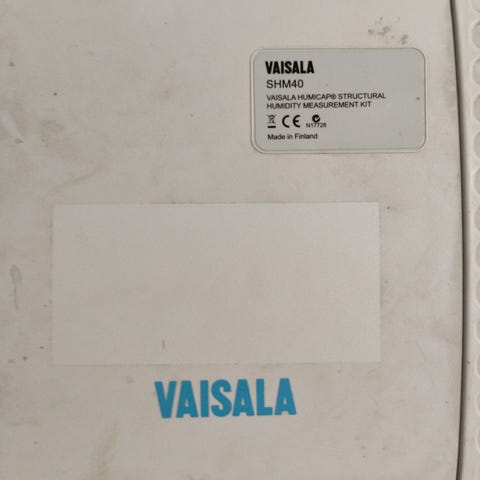 VAISALA
SHM40
VAISALA HUMICAP® STRUCTURAL
HUMIDITY MEASUREMENT KIT
CE N17728
Made in Finland
VAISALA